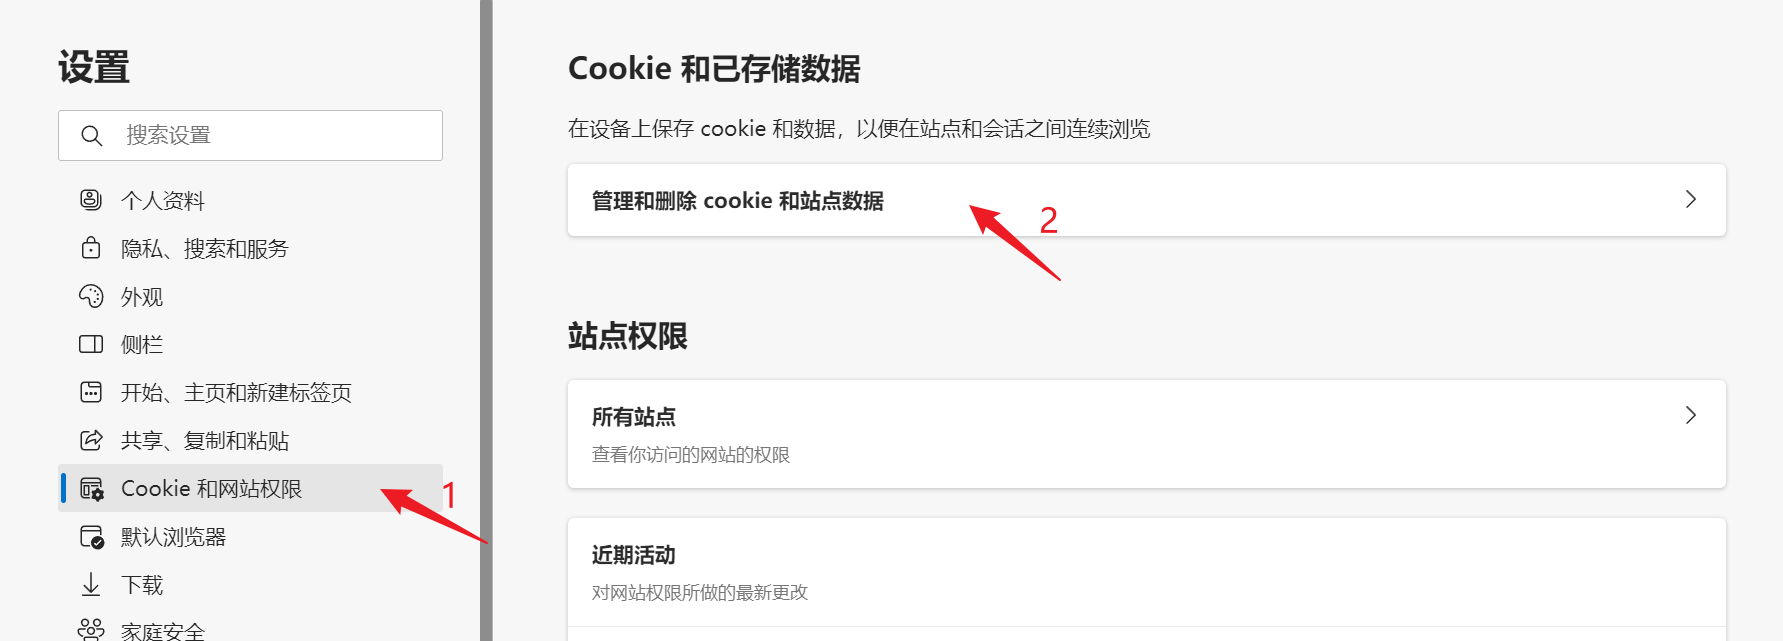 设置
搜索设置
个人资料
隐私、搜索和服务
外观
侧栏
开始、主页和新建标签页
共享、复制和粘贴
Cookie 和网站权限
1
默认浏览器
下载
家庭安全
Cookie 和已存储数据
在设备上保存 cookie 和数据，以便在站点和会话之间连续浏览
管理和删除 cookie 和站点数据
2
站点权限
所有站点
查看你访问的网站的权限
近期活动
对网站权限所做的最新更改